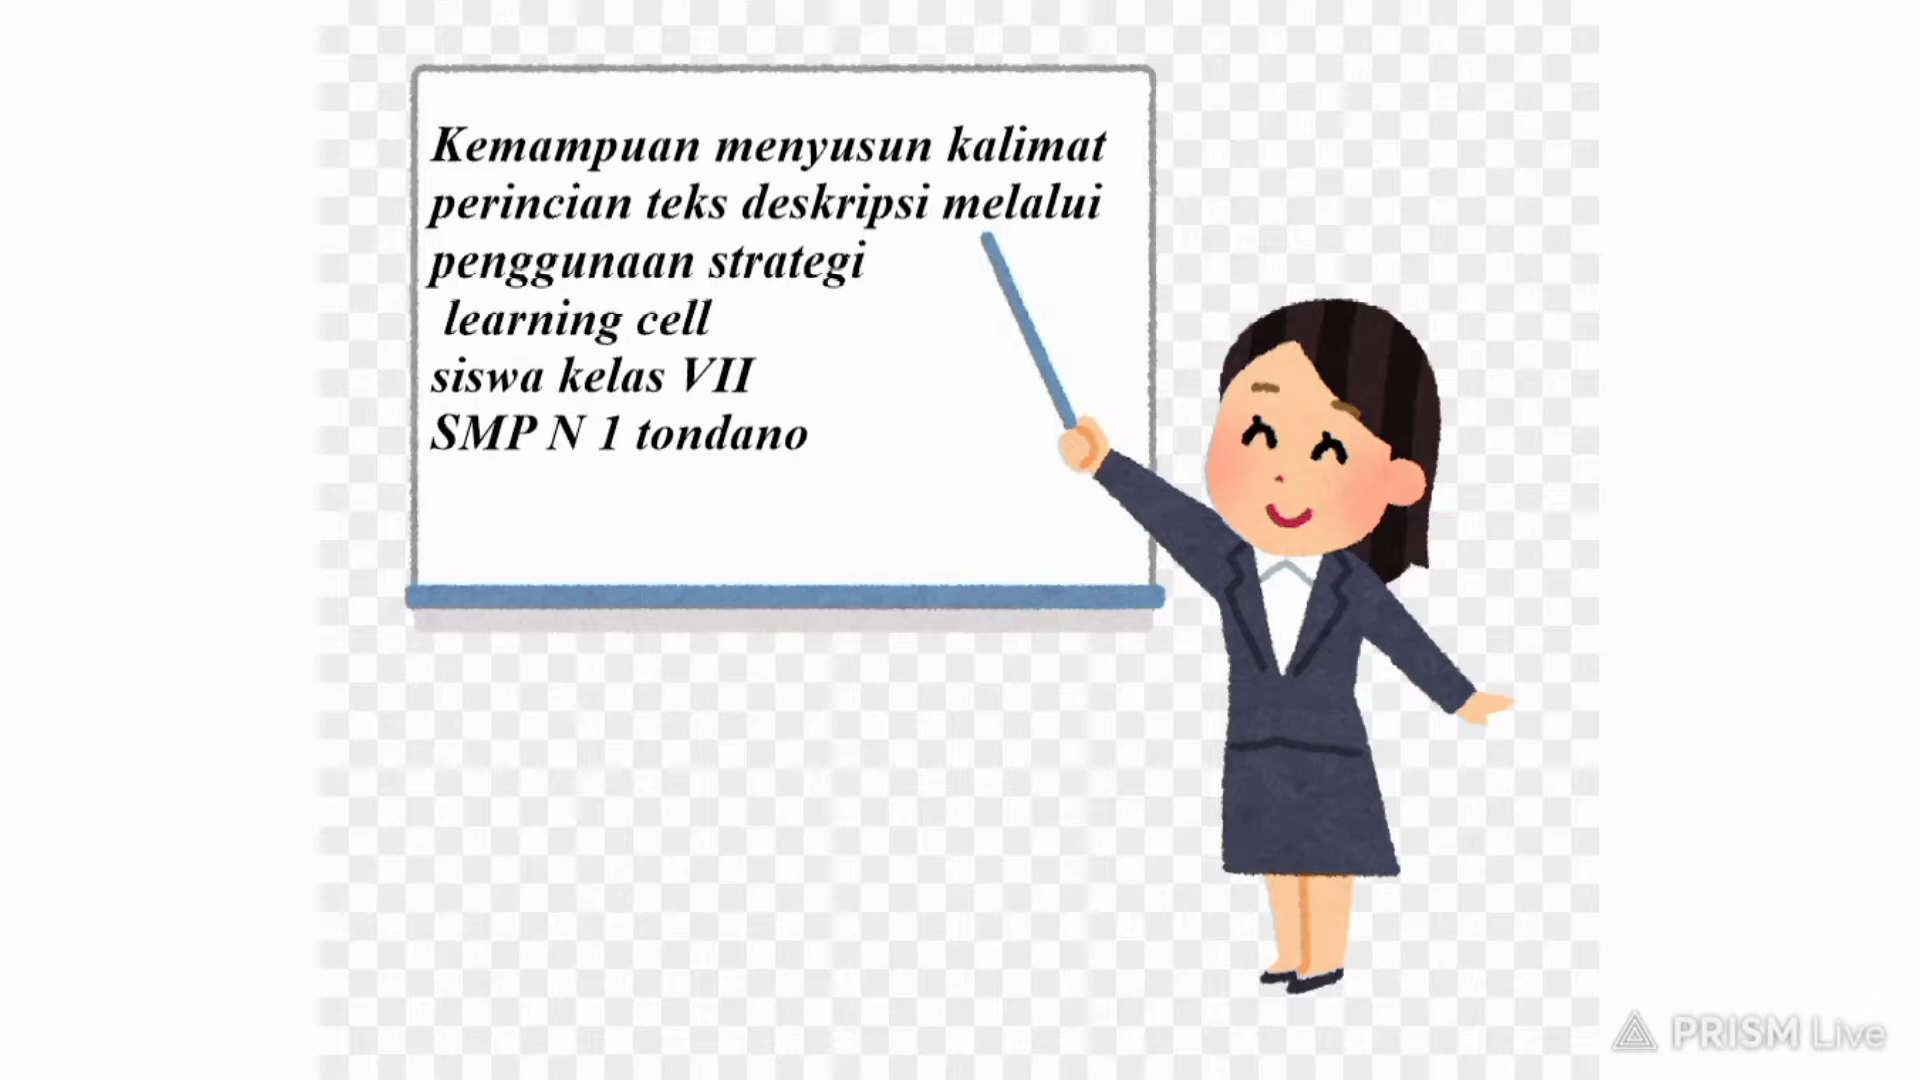 Kemampuan menyusun kalimat
perincian teks deskripsi melalui
penggunaan strategi
learning cell
siswa kelas VII
SMP N 1 tondano
PRISM Live